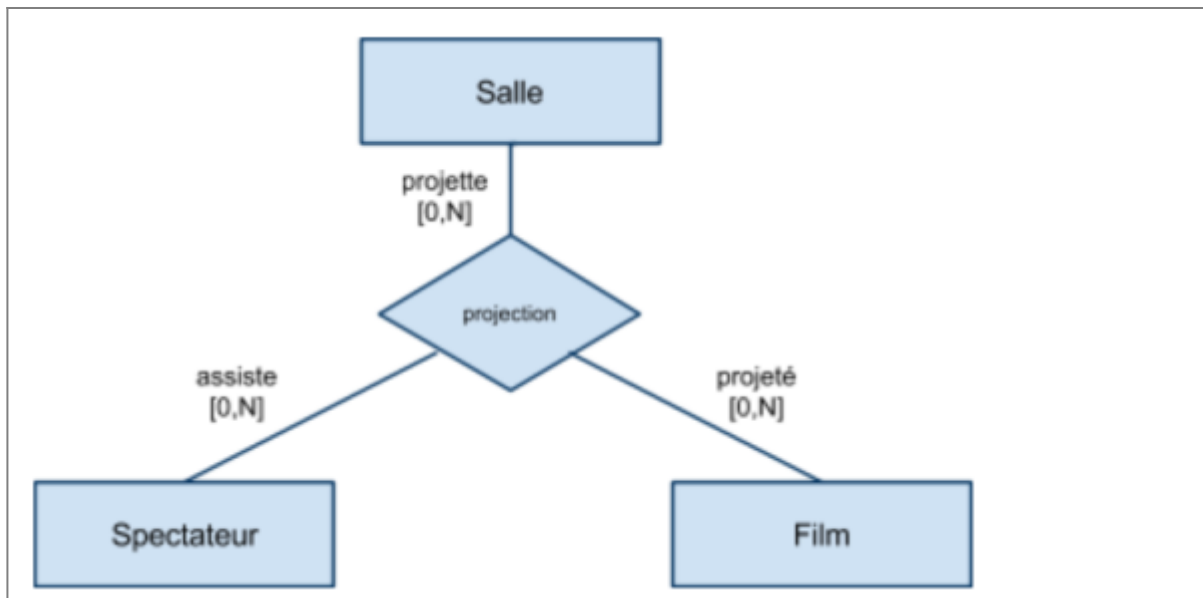 Salle
projette
[0,N]
projection
assiste
[0,N]
projeté
[0,N]
Spectateur
Film